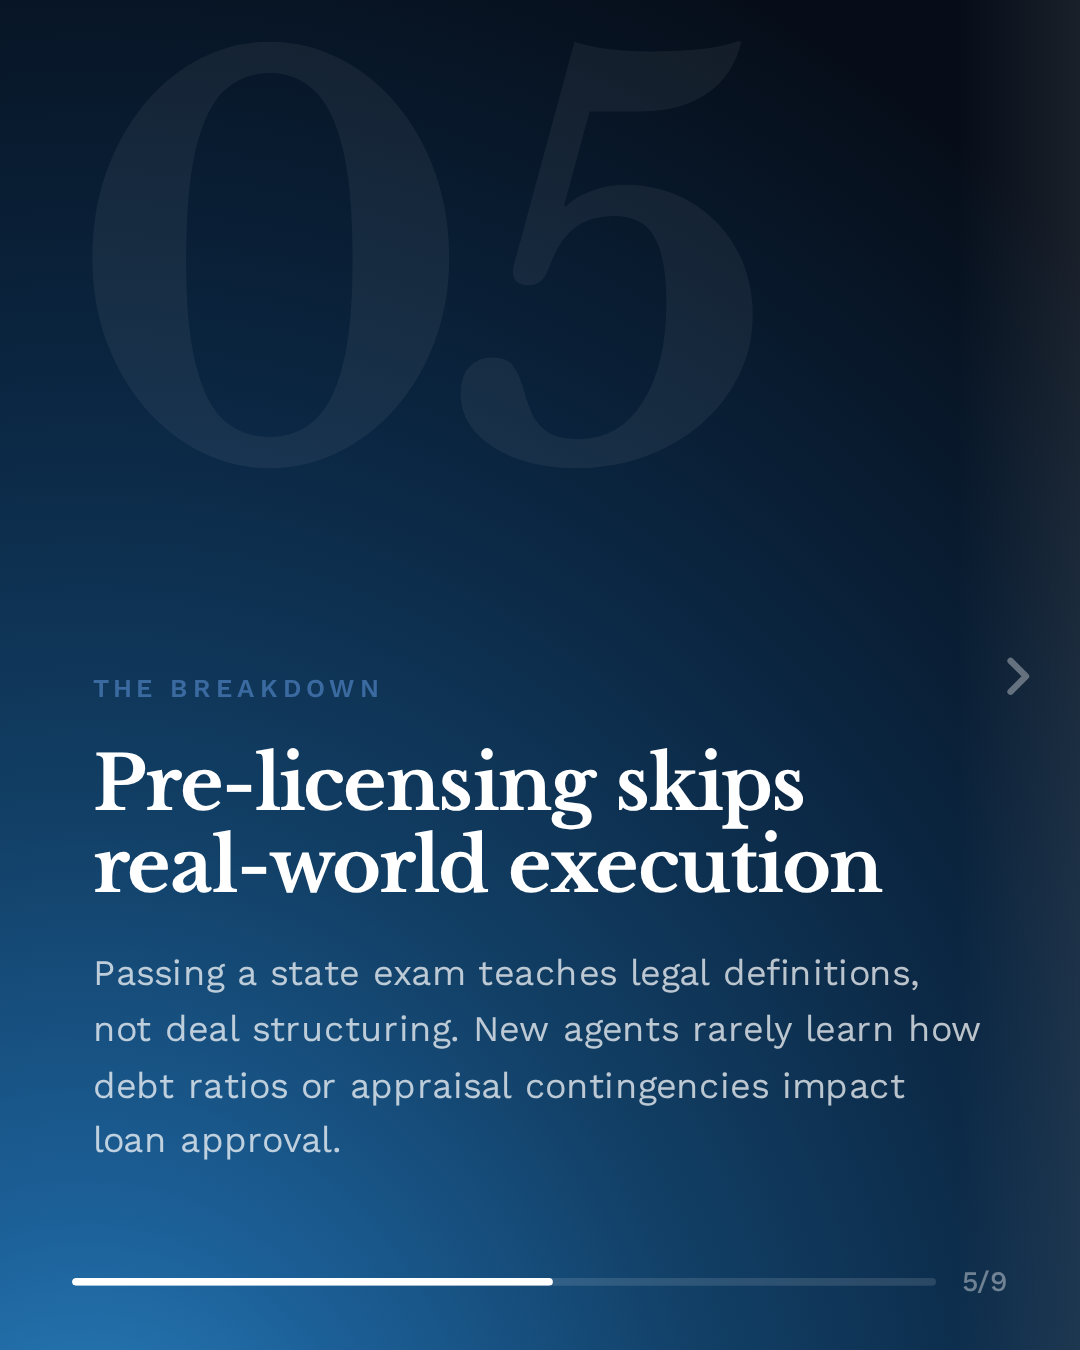 05
THE BREAKDOWN
Pre-licensing skips
real-world execution
Passing a state exam teaches legal definitions,
not deal structuring. New agents rarely learn how
debt ratios or appraisal contingencies impact
loan approval.
5/9